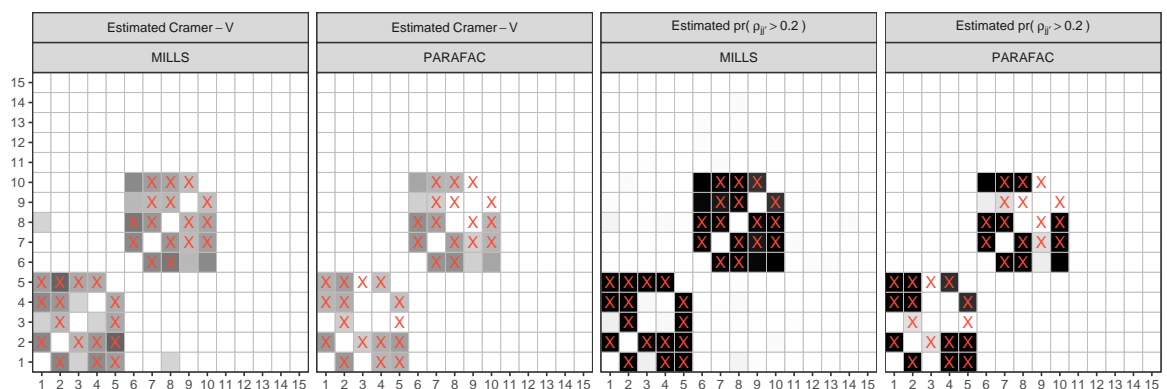 Estimated Cramer – V Estimated Cramer – V Estimated pr( ρjj′ > 0.2 ) Estimated pr( ρjj′ > 0.2 )
MILLS PARAFAC MILLS PARAFAC
15
14
13
12
11
10 X X X X X X X X X X X X
9 X X X X X X X X X X X X
8 X X X X X X X X X X X X X X X X
7 X X X X X X X X X X X X X X X X
6 X X X X X X X X
5 X X X X X X X X X X X X X X X X
4 X X X X X X X X X X X X
3 X X X X X X X X
2 X X X X X X X X X X X X X X X X
1 X X X X X X X X X X X X
1 2 3 4 5 6 7 8 9 10 11 12 13 14 15 1 2 3 4 5 6 7 8 9 10 11 12 13 14 15 1 2 3 4 5 6 7 8 9 10 11 12 13 14 15 1 2 3 4 5 6 7 8 9 10 11 12 13 14 15